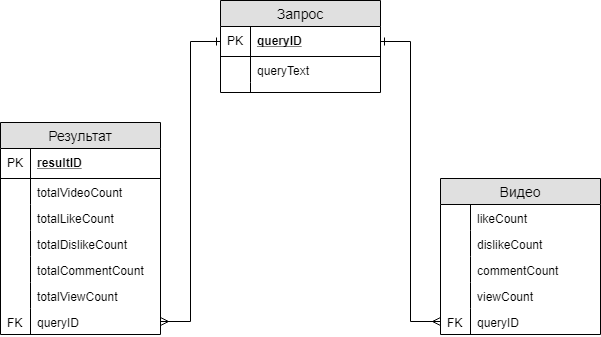 Запрос
PK queryID
queryText
Результат
PK resultID
totalVideoCount
totalLikeCount
totalDislikeCount
totalCommentCount
totalViewCount
FK queryID
Видео
likeCount
dislikeCount
commentCount
viewCount
FK queryID